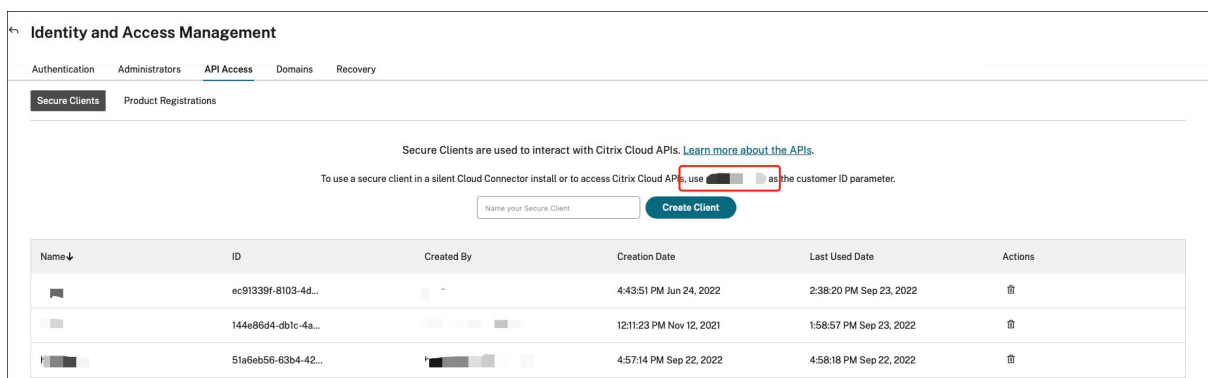 Identity and Access Management
Authentication Administrators API Access Domains Recovery
Secure Clients Product Registrations
Secure Clients are used to interact with Citrix Cloud APIs. Learn more about the APIs.
To use a secure client in a silent Cloud Connector install or to access Citrix Cloud APIs, use as the customer ID parameter.
Name your Secure Client Create Client
Name ID Created By Creation Date Last Used Date Actions
ec91339f-8103-4d... 4:43:51 PM Jun 24, 2022 2:38:20 PM Sep 23, 2022
144e86d4-db1c-4a... 12:11:23 PM Nov 12, 2021 1:58:57 PM Sep 23, 2022
51a6eb56-63b4-42... 4:57:14 PM Sep 22, 2022 4:58:18 PM Sep 22, 2022